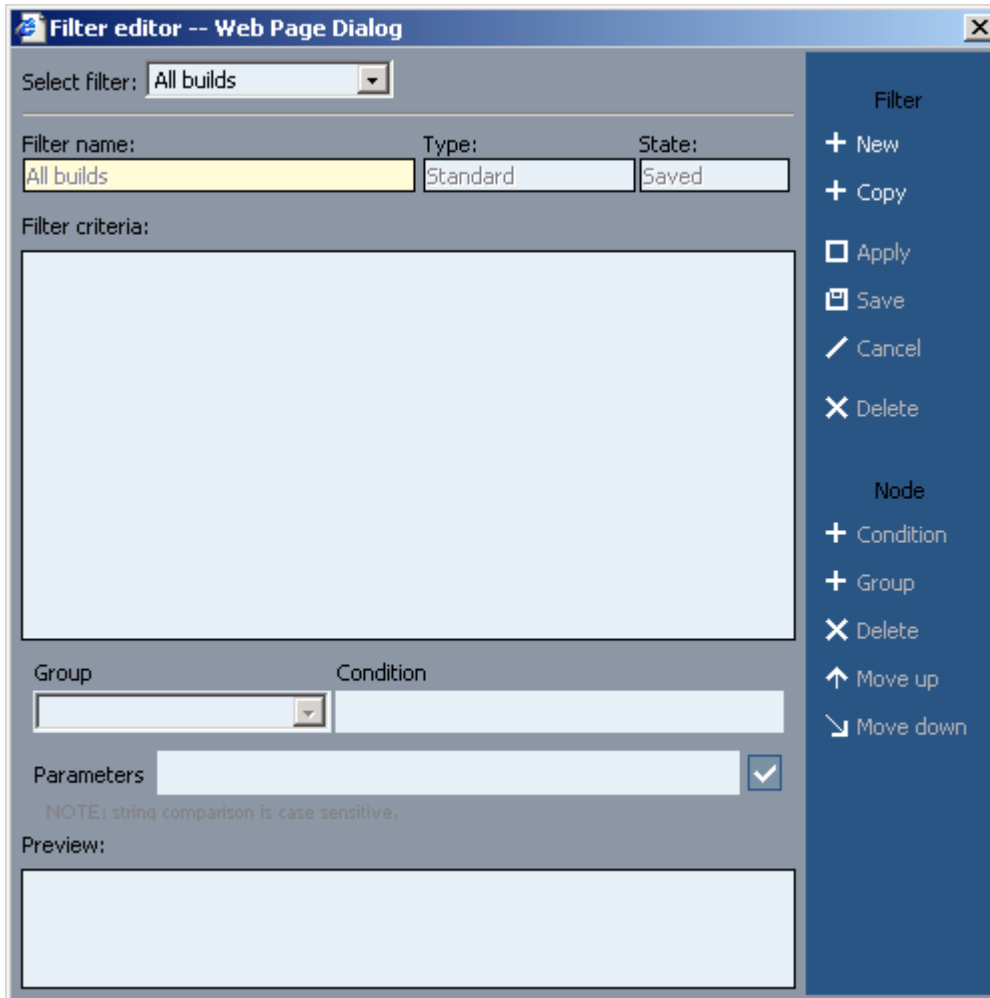 Filter editor -- Web Page Dialog
Select filter: All builds
Filter name:
Type:
State:
All builds
Standard
Saved
Filter criteria:
Group
Condition
Parameters
NOTE: string comparison is case sensitive.
Preview:
Filter
New
Copy
Apply
Save
Cancel
Delete
Node
Condition
Group
Delete
Move up
Move down